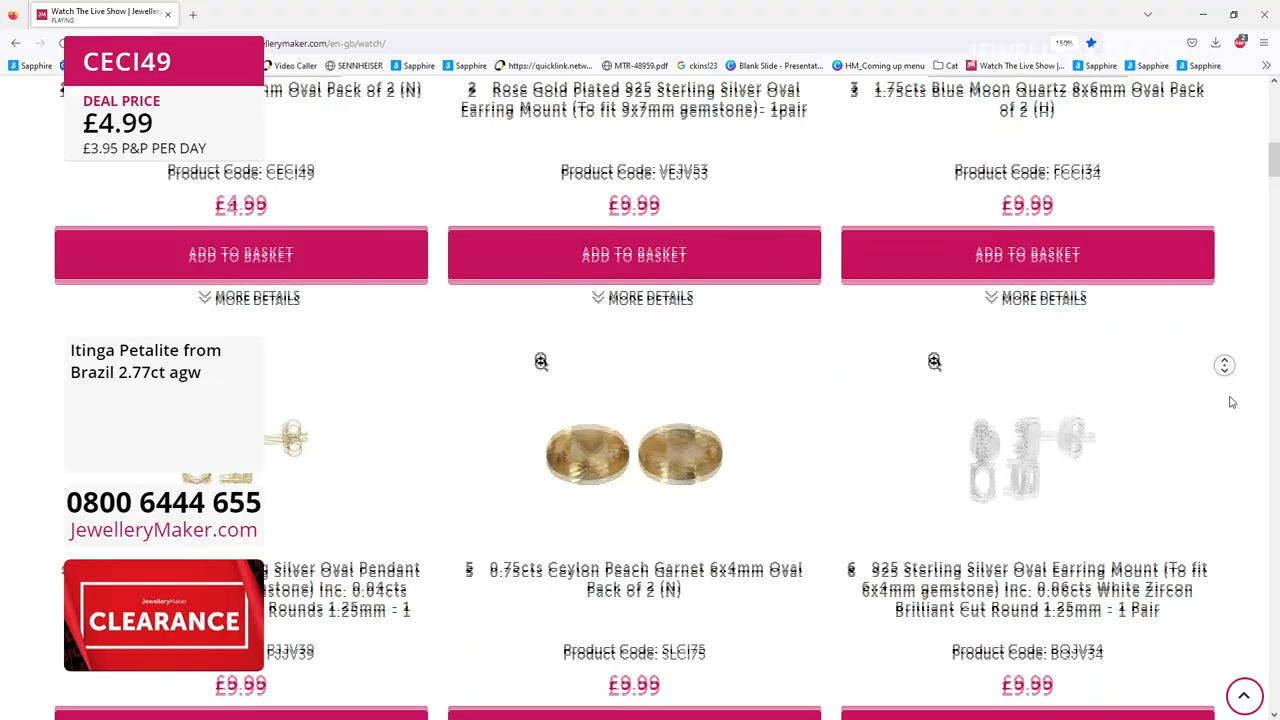 Watch The Live Show | Jeweller
PLAYING
ellerymaker.com/en-gb/watch/
150%
2
Sapphire
Video Caller
SENNHEISER
Sapphire
Sapphire
https://quicklink.netw...
MTR-48959.pdf
ckins!23
Blank Slide - Presentat...
HM_Coming up menu
Cat
Watch The Live Show |...
Sapphire
Sapphire
Sapphire
CECI49
DEAL PRICE
£4.99
£3.95 P&P PER DAY
mm Oval Pack of 2 (N)
Product Code: CECI49
£4.99
ADD TO BASKET
MORE DETAILS
2 Rose Gold Plated 925 Sterling Silver Oval
Earring Mount (To fit 9x7mm gemstone)- 1pair
Product Code: VEJV53
£9.99
ADD TO BASKET
MORE DETAILS
3 1.75cts Blue Moon Quartz 8x6mm Oval Pack
of 2 (H)
Product Code: FCCI34
£9.99
ADD TO BASKET
MORE DETAILS
Itinga Petalite from
Brazil 2.77ct agw
0800 6444 655
JewelleryMaker.com
JewelleryMaker
CLEARANCE
g Silver Oval Pendant
stone) Inc. 0.04cts
Rounds 1.25mm - 1
£9.99
5 0.75cts Ceylon Peach Garnet 6x4mm Oval
Pack of 2 (N)
Product Code: SLCI75
£9.99
6 925 Sterling Silver Oval Earring Mount (To fit
6x4mm gemstone) Inc. 0.06cts White Zircon
Brilliant Cut Round 1.25mm - 1 Pair
Product Code: BQJV34
£9.99